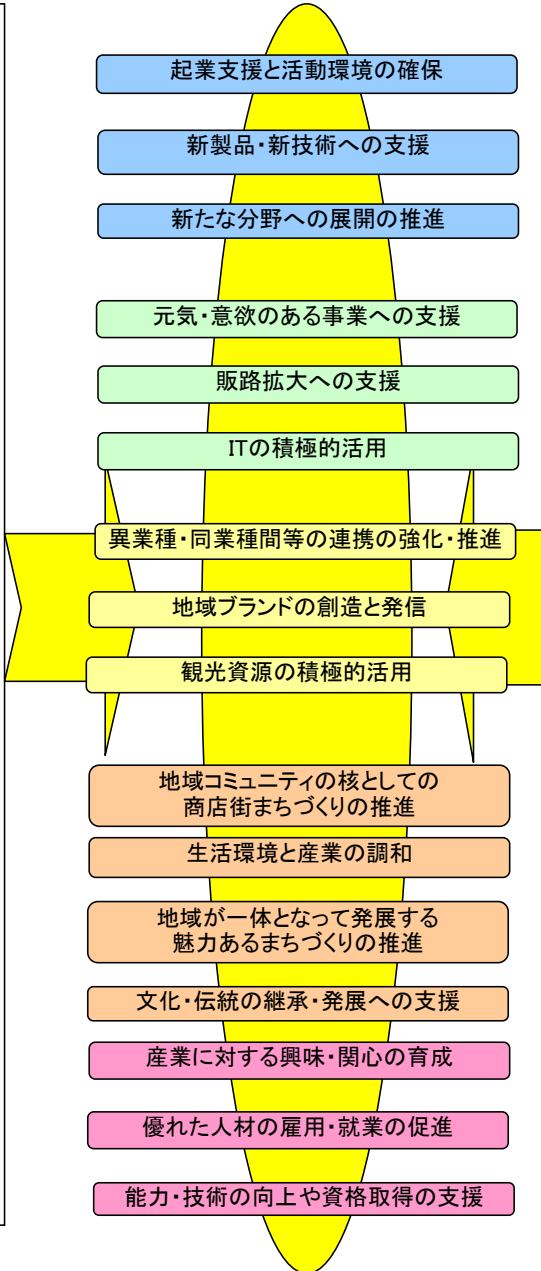 起業支援と活動環境の確保
新製品・新技術への支援
新たな分野への展開の推進
元気・意欲のある事業への支援
販路拡大への支援
ITの積極的活用
異業種・同業種間等の連携の強化・推進
地域ブランドの創造と発信
観光資源の積極的活用
地域コミュニティの核としての
商店街まちづくりの推進
生活環境と産業の調和
地域が一体となって発展する
魅力あるまちづくりの推進
文化・伝統の継承・発展への支援
産業に対する興味・関心の育成
優れた人材の雇用・就業の促進
能力・技術の向上や資格取得の支援